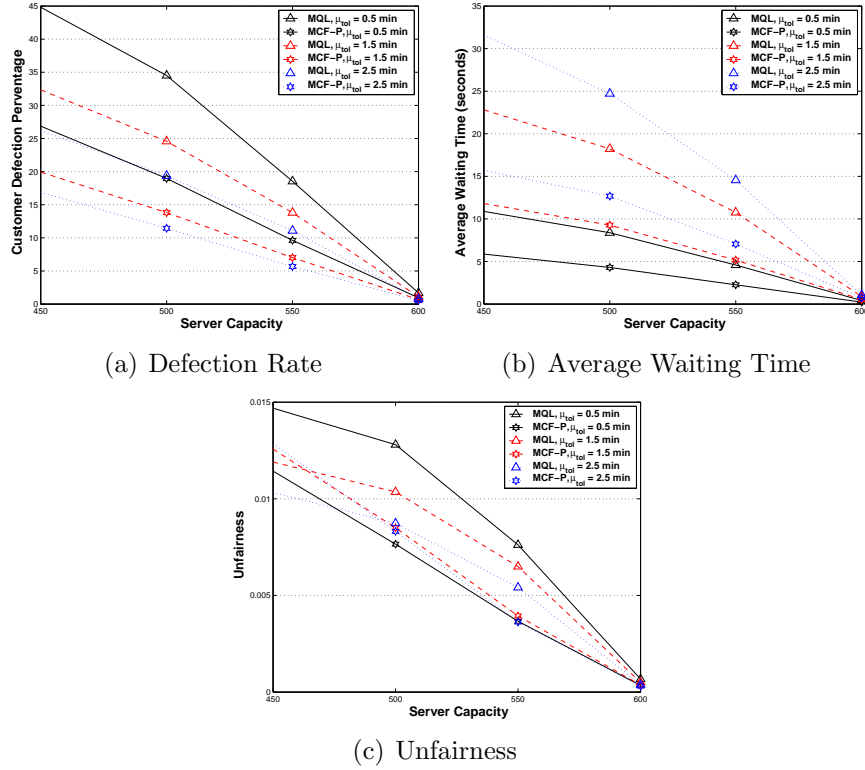 45
40
35
30
25
20
15
10
5
0
450
500
550
600
Customer Defection Perventage
Server Capacity
MQL, μtol = 0.5 min
MCF−P, μtol = 0.5 min
MQL, μtol = 1.5 min
MCF−P, μtol = 1.5 min
MQL, μtol = 2.5 min
MCF−P, μtol = 2.5 min
(a) Defection Rate
35
30
25
20
15
10
5
0
450
500
550
600
Average Waiting Time (seconds)
Server Capacity
MQL, μtol = 0.5 min
MCF−P, μtol = 0.5 min
MQL, μtol = 1.5 min
MCF−P, μtol = 1.5 min
MQL, μtol = 2.5 min
MCF−P, μtol = 2.5 min
(b) Average Waiting Time
0.015
0.01
0.005
0
450
500
550
600
Unfairness
Server Capacity
MQL, μtol = 0.5 min
MCF−P, μtol = 0.5 min
MQL, μtol = 1.5 min
MCF−P, μtol = 1.5 min
MQL, μtol = 2.5 min
MCF−P, μtol = 2.5 min
(c) Unfairness